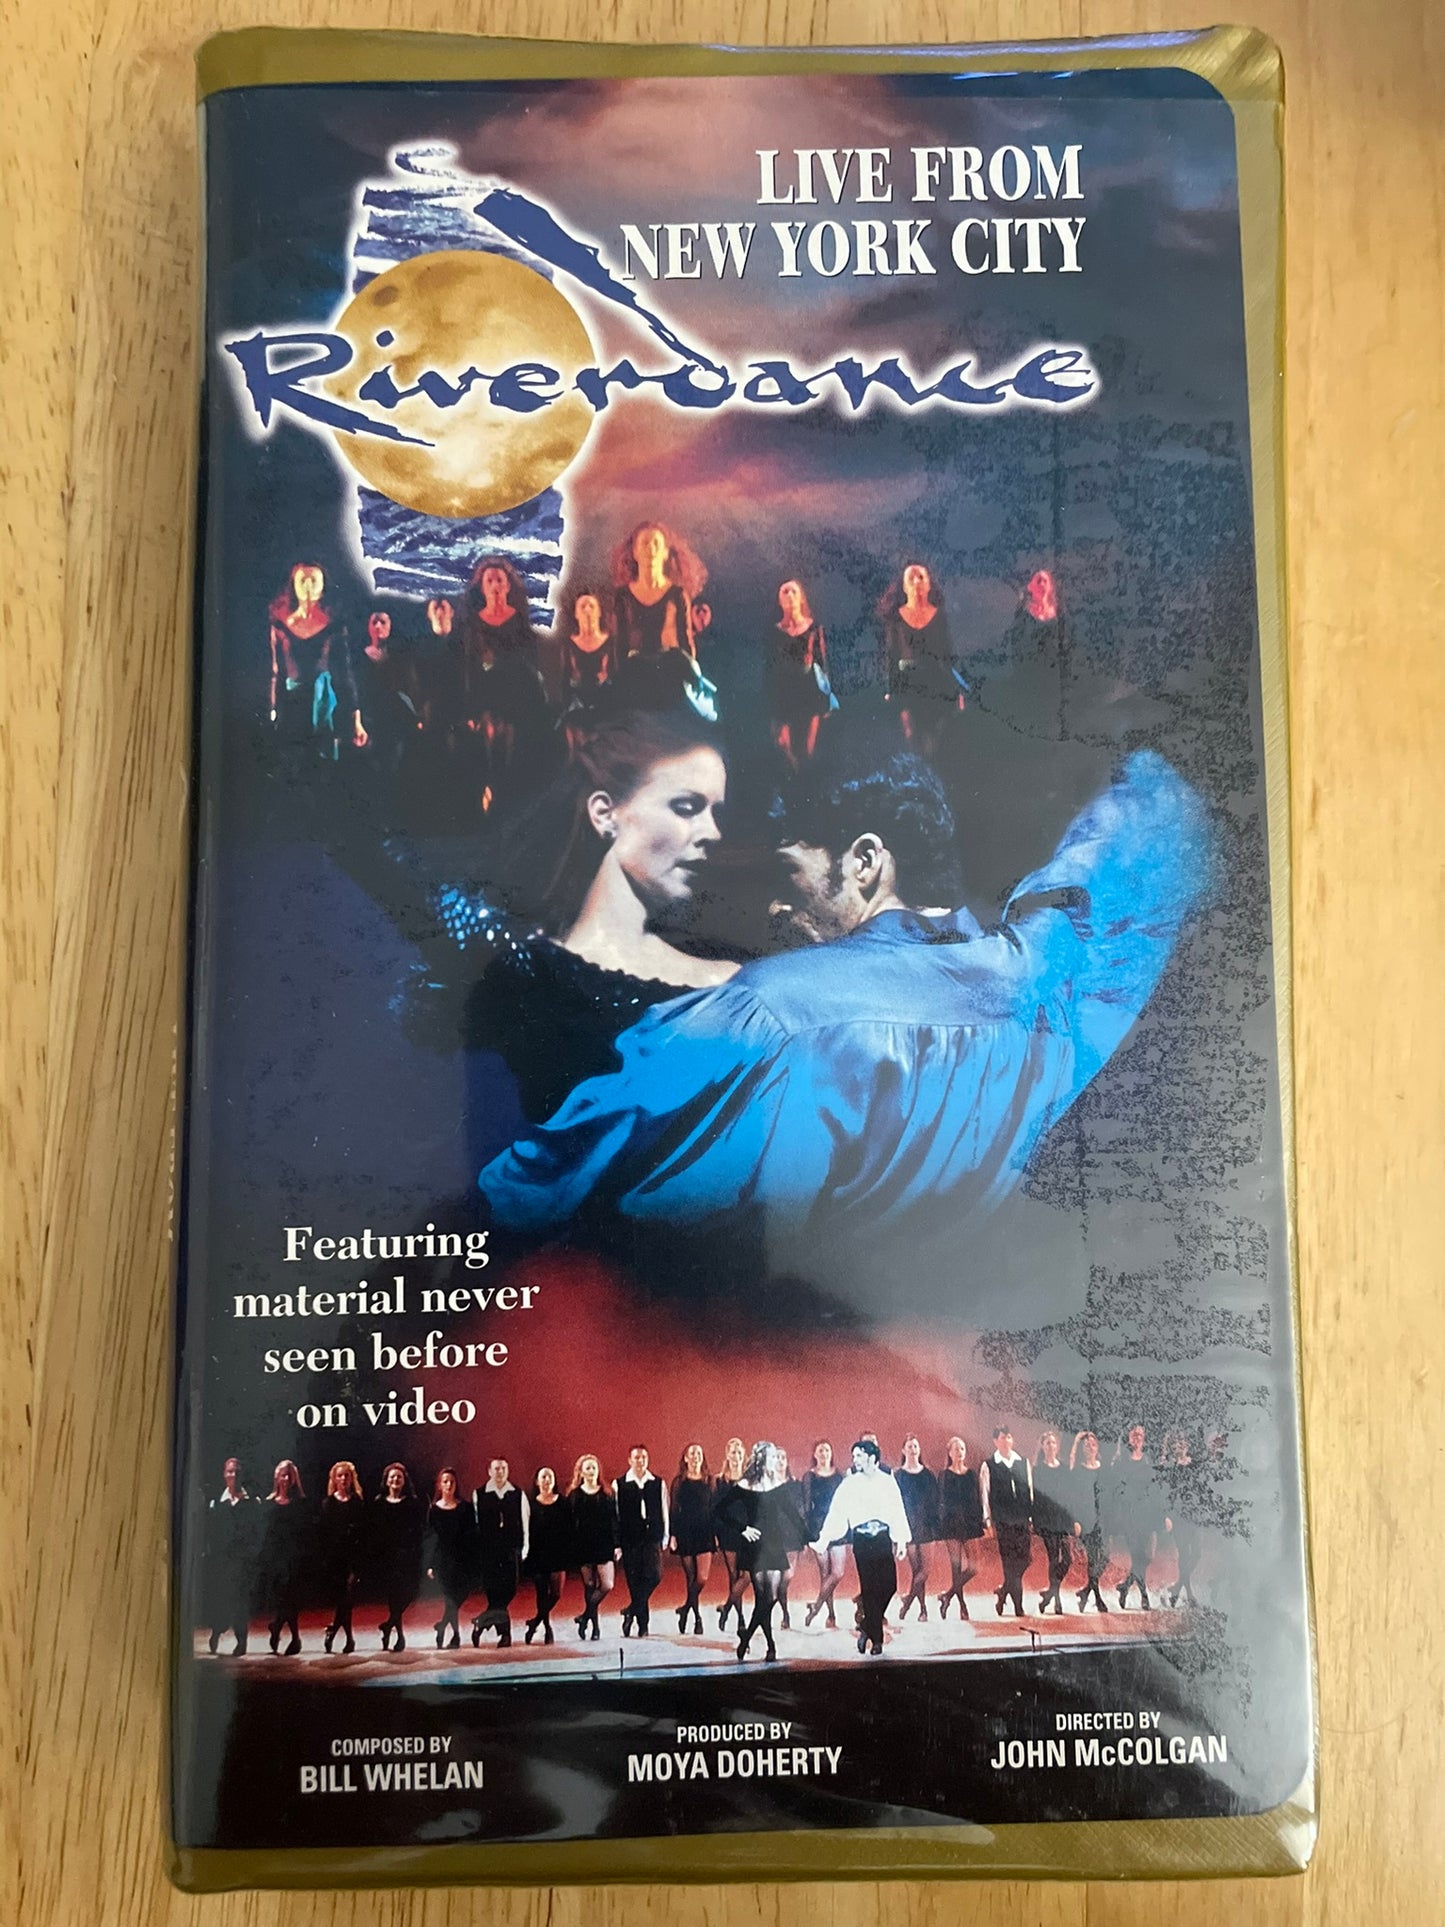 LIVE FROM
NEW YORK CITY
Riverdance
Featuring
material never
seen before
on video
COMPOSED BY
BILL WHELAN
PRODUCED BY
MOYA DOHERTY
DIRECTED BY
JOHN McCOLGAN